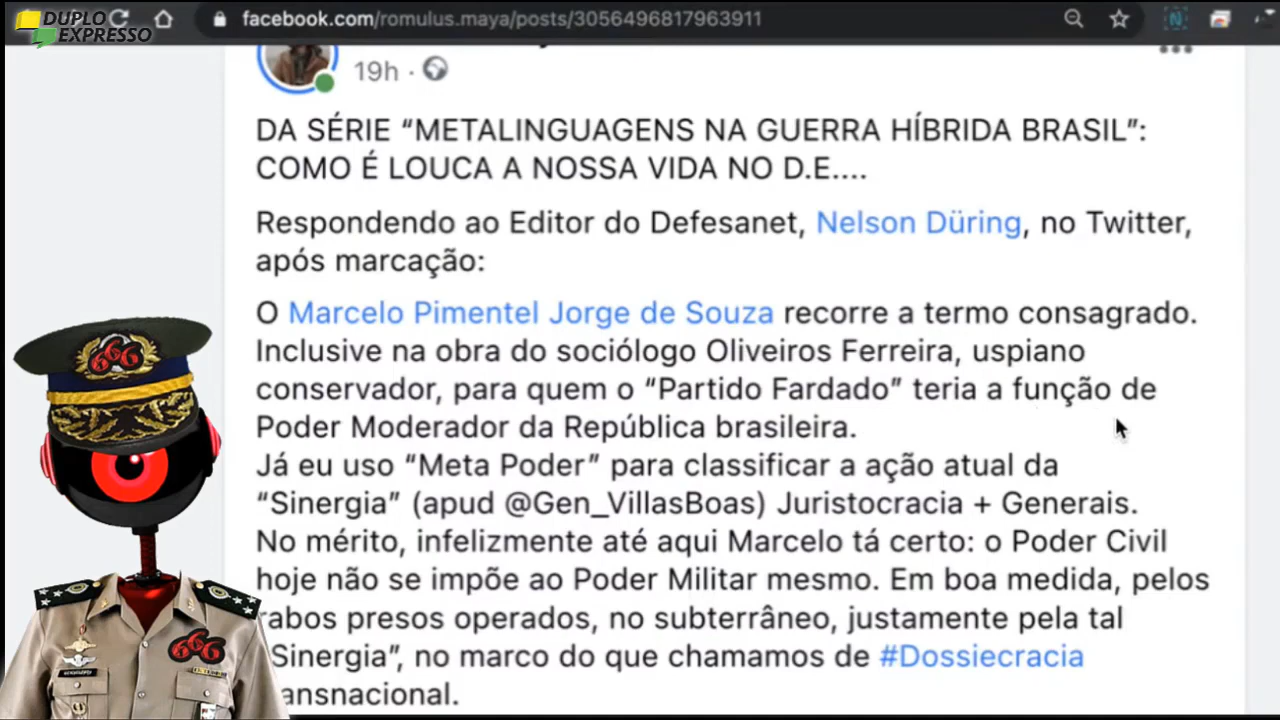 DUPLO
EXPRESSO
facebook.com/romulus.maya/posts/3056496817963911
19h ·
DA SÉRIE “METALINGUAGENS NA GUERRA HÍBRIDA BRASIL”:
COMO É LOUCA A NOSSA VIDA NO D.E....
Respondendo ao Editor do Defesanet, Nelson Düring, no Twitter,
após marcação:
O Marcelo Pimentel Jorge de Souza recorre a termo consagrado.
Inclusive na obra do sociólogo Oliveiros Ferreira, uspiano
conservador, para quem o “Partido Fardado” teria a função de
Poder Moderador da República brasileira.
Já eu uso “Meta Poder” para classificar a ação atual da
“Sinergia” (apud @Gen_VillasBoas) Juristocracia + Generais.
No mérito, infelizmente até aqui Marcelo tá certo: o Poder Civil
hoje não se impõe ao Poder Militar mesmo. Em boa medida, pelos
rabos presos operados, no subterrâneo, justamente pela tal
Sinergia”, no marco do que chamamos de #Dossiecracia
ansnacional.
666
666